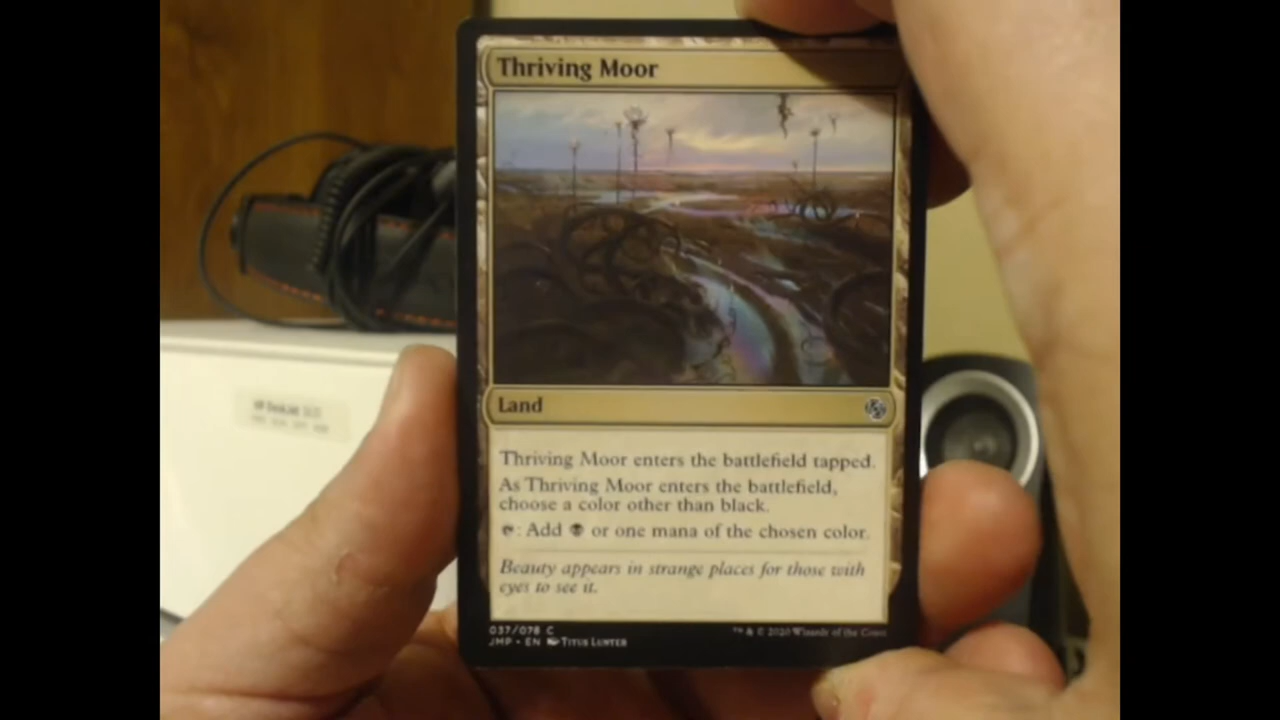 Thriving Moor
Land
Thriving Moor enters the battlefield tapped.
As Thriving Moor enters the battlefield,
choose a color other than black.
: Add or one mana of the chosen color.
Beauty appears in strange places for those with
eyes to see it.
037/078 C
JMP • EN Titus Lunter
™ & © 2020 Wizards of the Coast